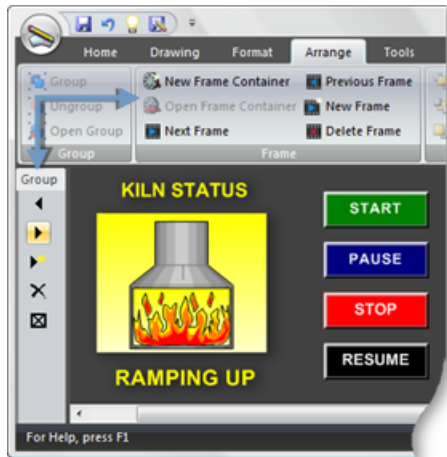 Home Drawing Format Arrange Tools
Group New Frame Container Previous Frame
Ungroup Open Frame Container New Frame
Open Group Next Frame Delete Frame
Group Frame
Group
KILN STATUS
START
PAUSE
STOP
RESUME
RAMPING UP
For Help, press F1